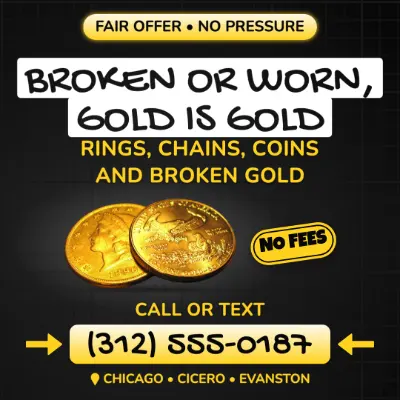 FAIR OFFER • NO PRESSURE
BROKEN OR WORN,
GOLD IS GOLD
RINGS, CHAINS, COINS
AND BROKEN GOLD
NO FEES
CALL OR TEXT
(312) 555-0187
CHICAGO • CICERO • EVANSTON